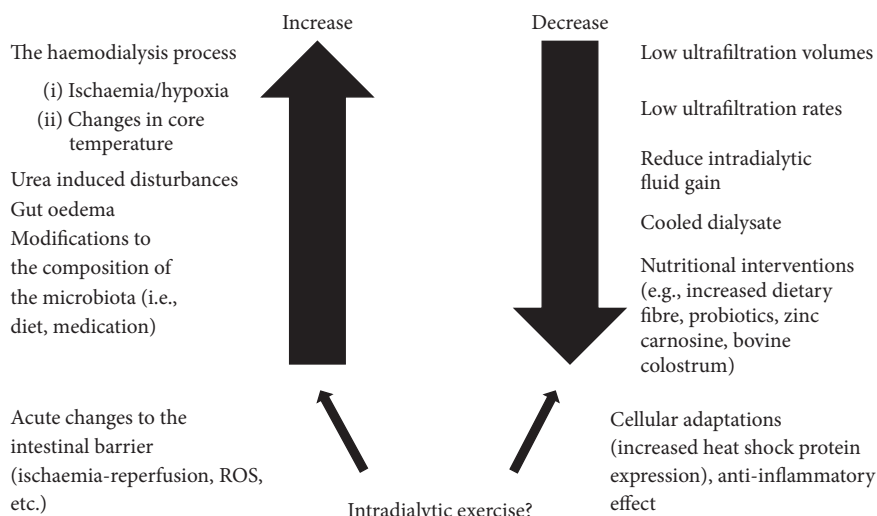 Increase
The haemodialysis process
(i) Ischaemia/hypoxia
(ii) Changes in core
temperature
Urea induced disturbances
Gut oedema
Modifications to
the composition of
the microbiota (i.e.,
diet, medication)
Acute changes to the
intestinal barrier
(ischaemia-reperfusion, ROS,
etc.)
Decrease
Low ultrafiltration volumes
Low ultrafiltration rates
Reduce intradialytic
fluid gain
Cooled dialysate
Nutritional interventions
(e.g., increased dietary
fibre, probiotics, zinc
carnosine, bovine
colostrum)
Cellular adaptations
(increased heat shock protein
expression), anti-inflammatory
effect
Intradialytic exercise?